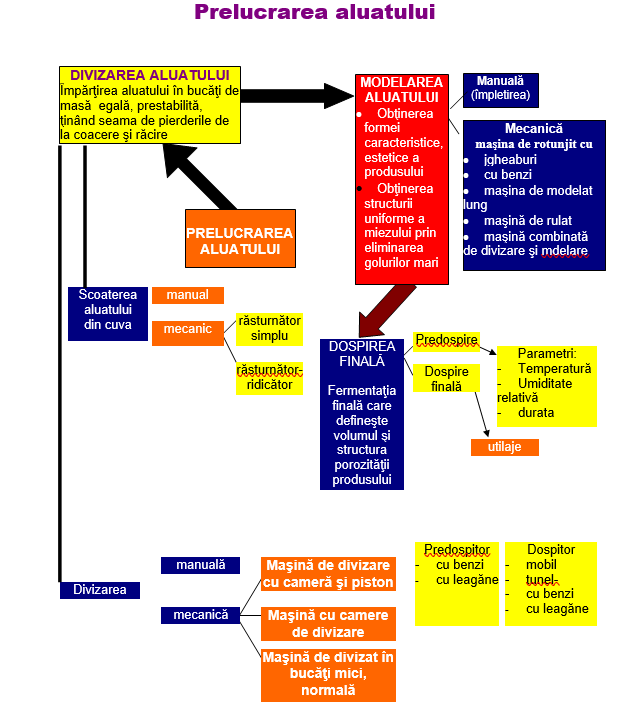 Prelucrarea aluatului
DIVIZAREA ALUATULUI
Împărţirea aluatului în bucăţi de
masă egală, prestabilită,
ţinând seama de pierderile de
la coacere şi răcire
MODELAREA
ALUATULUI
● Obţinerea
formei
caracteristice,
estetice a
produsului
● Obţinerea
structurii
uniforme a
miezului prin
eliminarea
golurilor mari
Manuală
(împletirea)
Mecanică
maşina de rotunjit cu
● jgheaburi
● cu benzi
● maşina de modelat
lung
● maşină de rulat
● maşină combinată
de divizare şi mdelare
PRELUCRAREA
ALUATULUI
Scoaterea
aluatului
din cuva
manual
mecanic
răsturnător
simplu
răsturnător-
ridicător
DOSPIREA
FINALĂ
Fermentaţia
finală care
defineşte
volumul şi
structura
porozităţii
produsului
Predospire
Dospire
finală
Parametri:
- Temperatură
- Umiditate
relativă
- durata
utilaje
Divizarea
manuală
mecanică
Maşină de divizare
cu cameră şi piston
Maşină cu camere
de divizare
Maşină de divizat în
bucăţi mici,
normală
Predospitor
- cu benzi
- cu leagăne
Dospitor
- mobil
- tunel-
- cu benzi
- cu leagăne